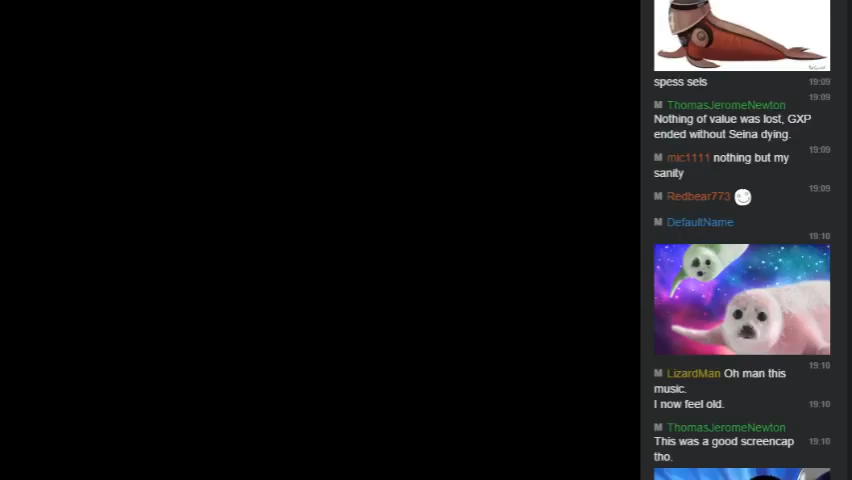 spess sels 19:09
M ThomasJeromeNewton 19:09
Nothing of value was lost, GXP
ended without Seina dying.
M mic1111 nothing but my 19:09
sanity
M Redbear773 19:09
M DefaultName
19:10
M LizardMan Oh man this 19:10
music.
I now feel old. 19:10
M ThomasJeromeNewton
This was a good screencap 19:10
tho.